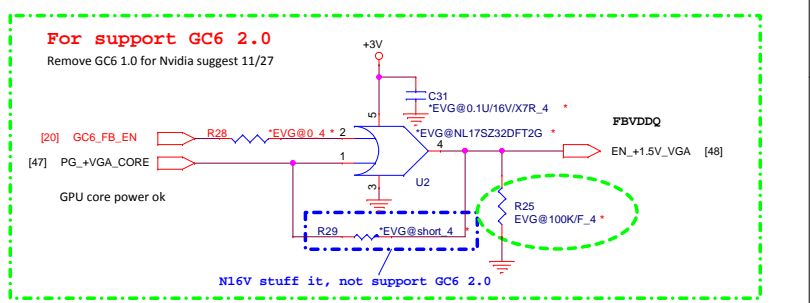 For support GC6 2.0
Remove GC6 1.0 for Nvidia suggest 11/27
+3V
C31
*EVG@0.1U/16V/X7R_4 *
5
[20] GC6_FB_EN
R28
*EVG@0_4 *
2
*EVG@NL17SZ32DFT2G *
FBVDDQ
[47] PG_+VGA_CORE
1
4
EN_+1.5V_VGA [48]
GPU core power ok
3
U2
R25
EVG@100K/F_4 *
R29
*EVG@short_4 *
N16V stuff it, not support GC6 2.0